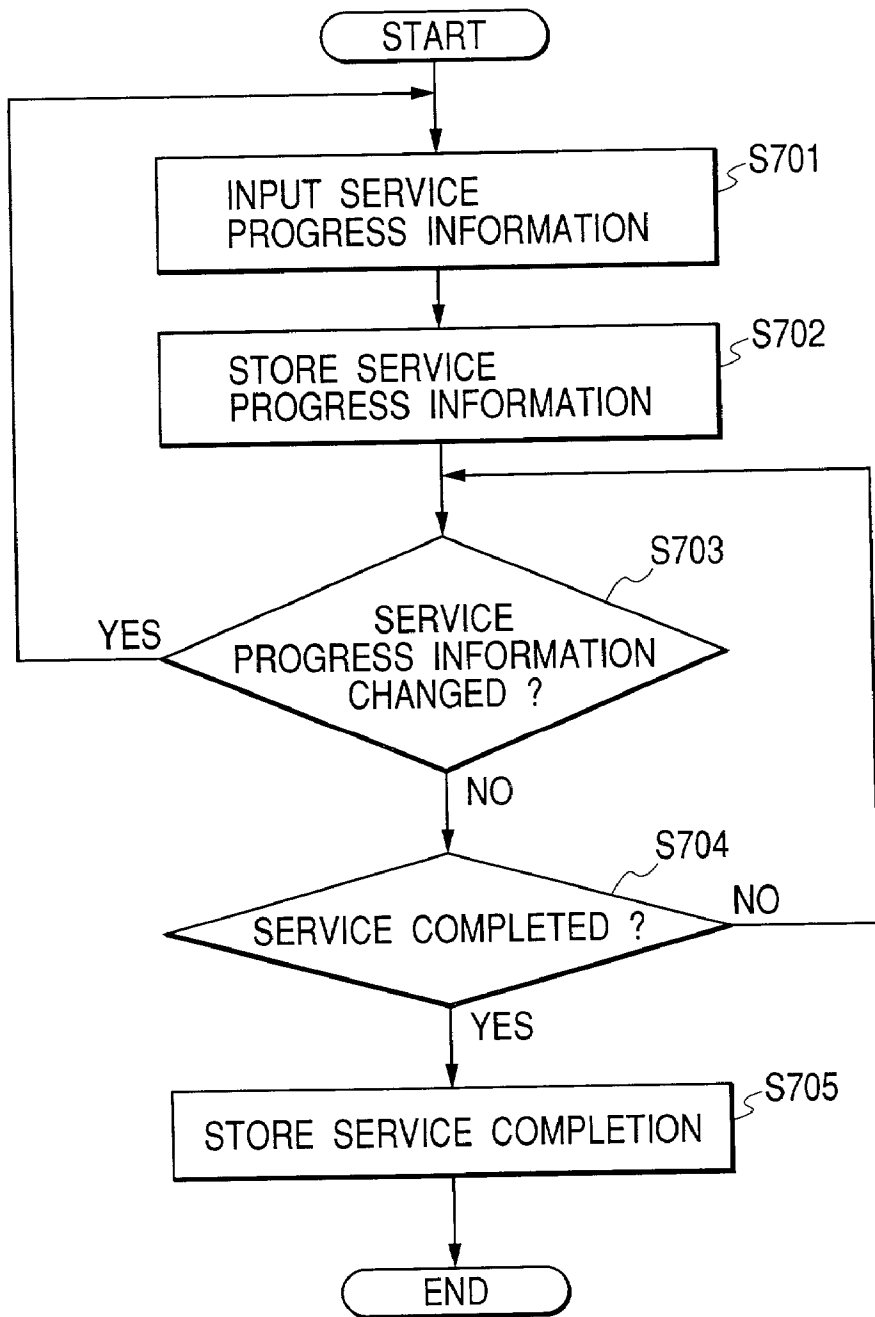 START
S701
INPUT SERVICE
PROGRESS INFORMATION
S702
STORE SERVICE
PROGRESS INFORMATION
S703
YES
SERVICE
PROGRESS INFORMATION
CHANGED ?
NO
S704
SERVICE COMPLETED ?
NO
YES
S705
STORE SERVICE COMPLETION
END